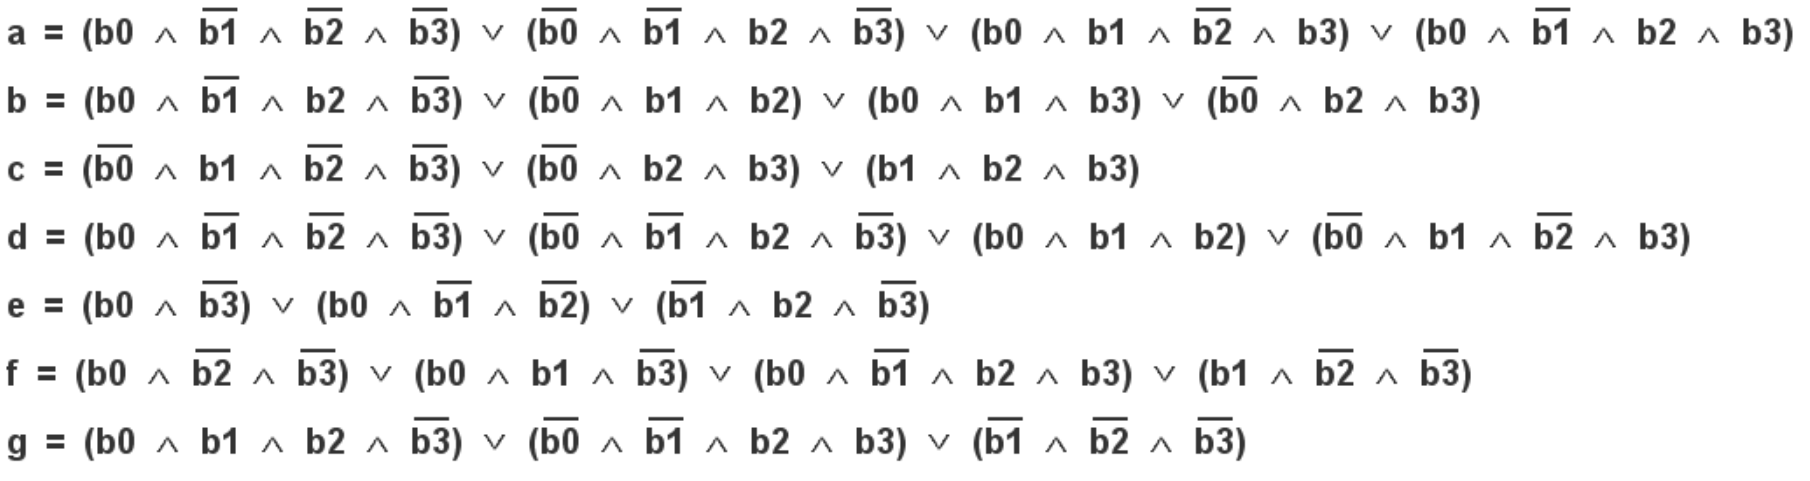 a = (b0 ∧ b̅1̅ ∧ b̅2̅ ∧ b̅3̅) ∨ (b̅0̅ ∧ b̅1̅ ∧ b2 ∧ b̅3̅) ∨ (b0 ∧ b1 ∧ b̅2̅ ∧ b3) ∨ (b0 ∧ b̅1̅ ∧ b2 ∧ b3)
b = (b0 ∧ b̅1̅ ∧ b2 ∧ b̅3̅) ∨ (b̅0̅ ∧ b1 ∧ b2) ∨ (b0 ∧ b1 ∧ b3) ∨ (b̅0̅ ∧ b2 ∧ b3)
c = (b̅0̅ ∧ b1 ∧ b̅2̅ ∧ b̅3̅) ∨ (b̅0̅ ∧ b2 ∧ b3) ∨ (b1 ∧ b2 ∧ b3)
d = (b0 ∧ b̅1̅ ∧ b̅2̅ ∧ b̅3̅) ∨ (b̅0̅ ∧ b̅1̅ ∧ b2 ∧ b̅3̅) ∨ (b0 ∧ b1 ∧ b2) ∨ (b̅0̅ ∧ b1 ∧ b̅2̅ ∧ b3)
e = (b0 ∧ b̅3̅) ∨ (b0 ∧ b̅1̅ ∧ b̅2̅) ∨ (b̅1̅ ∧ b2 ∧ b̅3̅)
f = (b0 ∧ b̅2̅ ∧ b̅3̅) ∨ (b0 ∧ b1 ∧ b̅3̅) ∨ (b0 ∧ b̅1̅ ∧ b2 ∧ b3) ∨ (b1 ∧ b̅2̅ ∧ b̅3̅)
g = (b0 ∧ b1 ∧ b2 ∧ b̅3̅) ∨ (b̅0̅ ∧ b̅1̅ ∧ b2 ∧ b3) ∨ (b̅1̅ ∧ b̅2̅ ∧ b̅3̅)